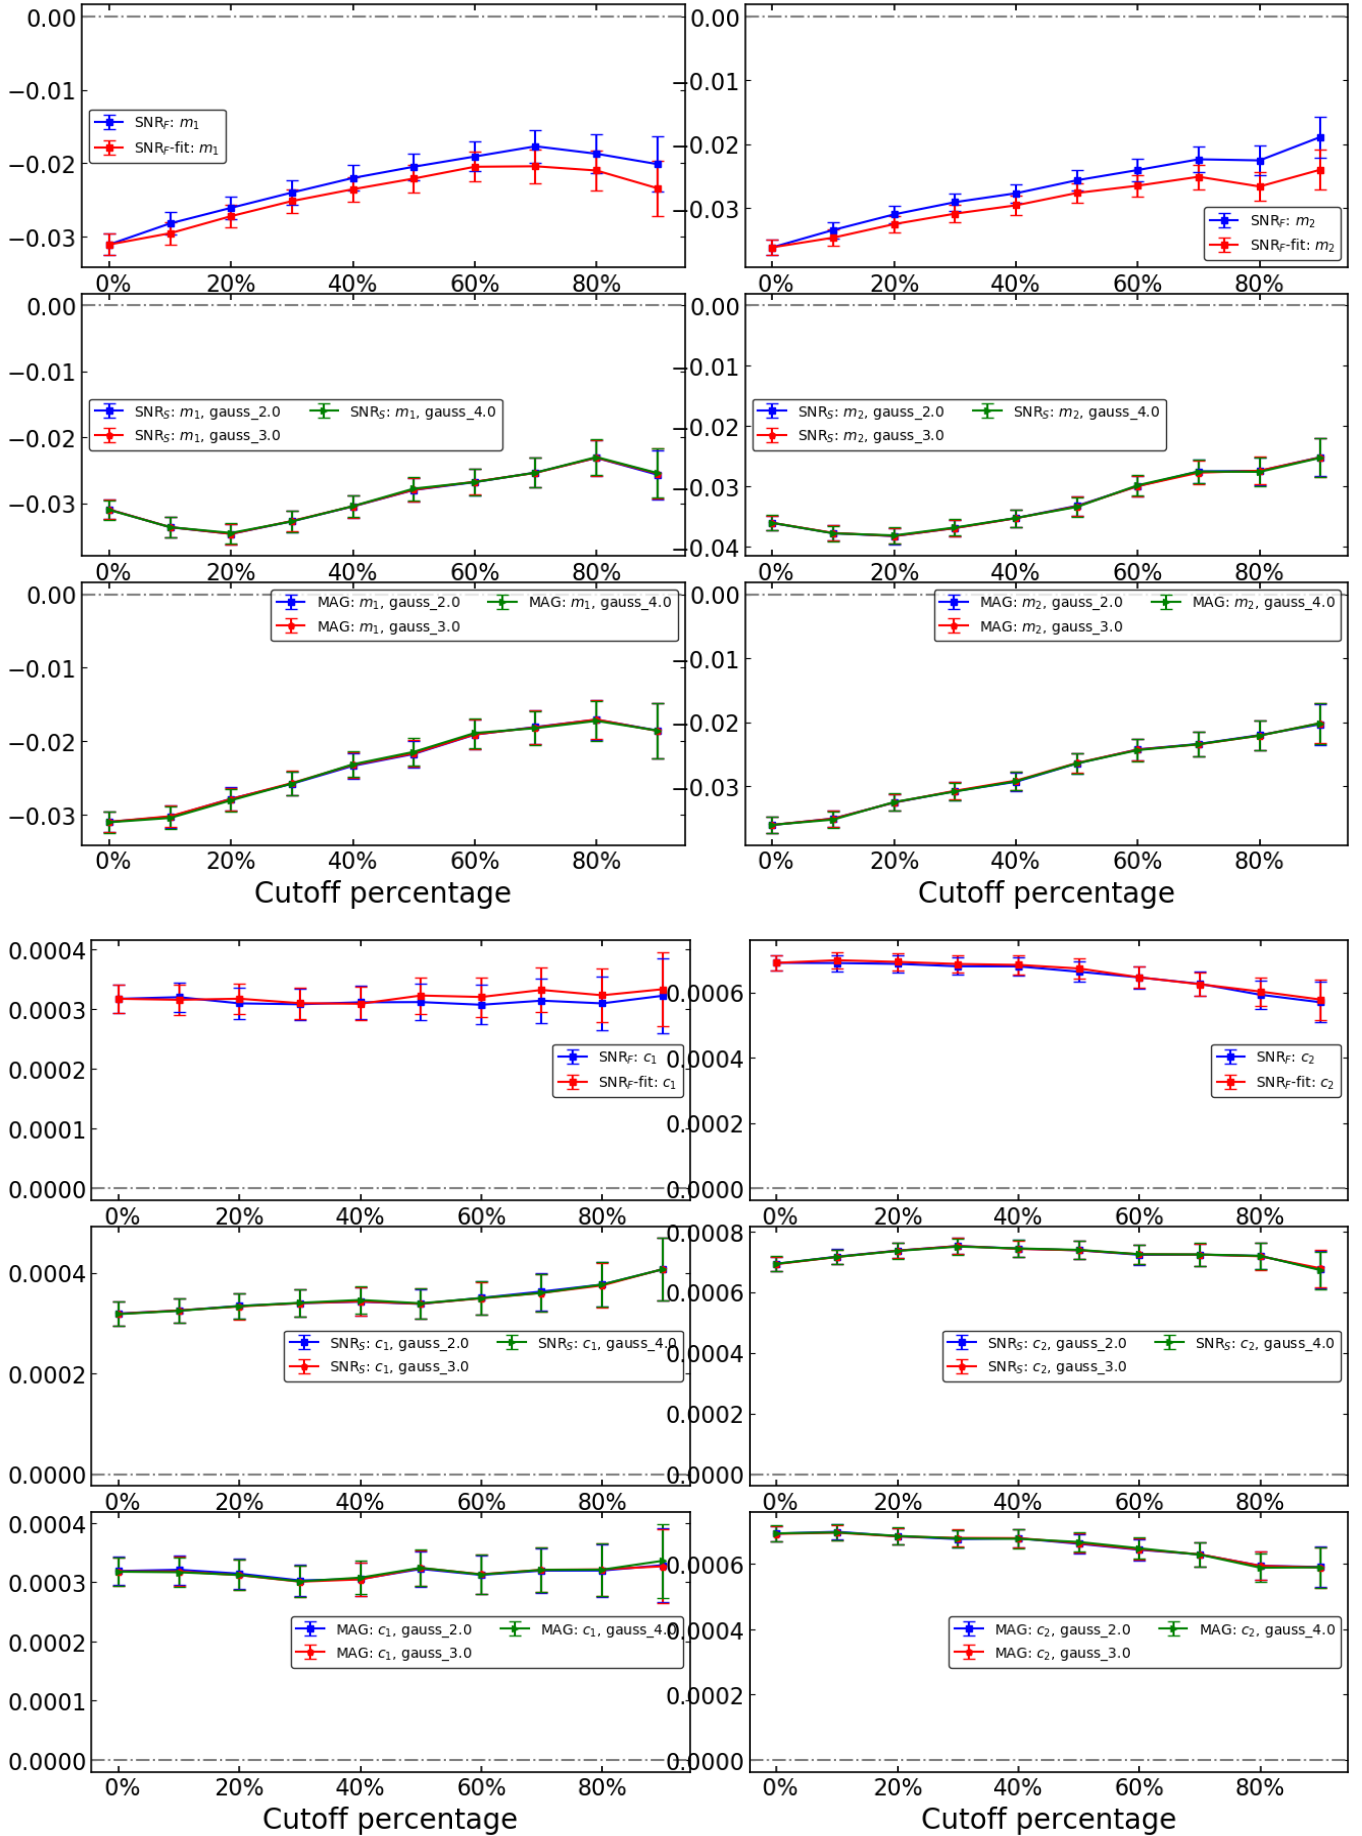 0.00
−0.01
−0.02
−0.03
SNR_F: m_1
SNR_F-fit: m_1
0% 20% 40% 60% 80%
0.00
−0.01
−0.02
−0.03
SNR_F: m_2
SNR_F-fit: m_2
0% 20% 40% 60% 80%
0.00
−0.01
−0.02
−0.03
SNR_S: m_1, gauss_2.0 SNR_S: m_1, gauss_4.0
SNR_S: m_1, gauss_3.0
0% 20% 40% 60% 80%
0.00
−0.01
−0.02
−0.03
−0.04
SNR_S: m_2, gauss_2.0 SNR_S: m_2, gauss_4.0
SNR_S: m_2, gauss_3.0
0% 20% 40% 60% 80%
0.00
−0.01
−0.02
−0.03
MAG: m_1, gauss_2.0 MAG: m_1, gauss_4.0
MAG: m_1, gauss_3.0
0% 20% 40% 60% 80%
Cutoff percentage
0.00
−0.01
−0.02
−0.03
MAG: m_2, gauss_2.0 MAG: m_2, gauss_4.0
MAG: m_2, gauss_3.0
0% 20% 40% 60% 80%
Cutoff percentage
0.0004
0.0003
0.0002
0.0001
0.0000
SNR_F: c_1
SNR_F-fit: c_1
0% 20% 40% 60% 80%
0.0006
0.0004
0.0002
0.0000
SNR_F: c_2
SNR_F-fit: c_2
0% 20% 40% 60% 80%
0.0004
0.0002
0.0000
SNR_S: c_1, gauss_2.0 SNR_S: c_1, gauss_4.0
SNR_S: c_1, gauss_3.0
0% 20% 40% 60% 80%
0.0008
0.0006
0.0004
0.0002
0.0000
SNR_S: c_2, gauss_2.0 SNR_S: c_2, gauss_4.0
SNR_S: c_2, gauss_3.0
0% 20% 40% 60% 80%
0.0004
0.0003
0.0002
0.0001
0.0000
MAG: c_1, gauss_2.0 MAG: c_1, gauss_4.0
MAG: c_1, gauss_3.0
0% 20% 40% 60% 80%
Cutoff percentage
0.0006
0.0004
0.0002
0.0000
MAG: c_2, gauss_2.0 MAG: c_2, gauss_4.0
MAG: c_2, gauss_3.0
0% 20% 40% 60% 80%
Cutoff percentage